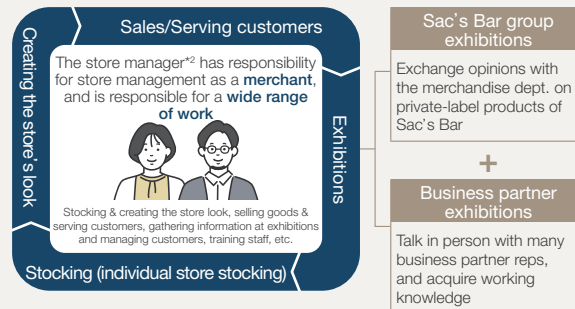 Sales/Serving customers
Creating the store's look
The store manager*2 has responsibility
for store management as a merchant,
and is responsible for a wide range
of work
Stocking & creating the store look, selling goods &
serving customers, gathering information at exhibitions
and managing customers, training staff, etc.
Exhibitions
Stocking (individual store stocking)
Sac's Bar group
exhibitions
Exchange opinions with
the merchandise dept. on
private-label products of
Sac's Bar
+
Business partner
exhibitions
Talk in person with many
business partner reps,
and acquire working
knowledge